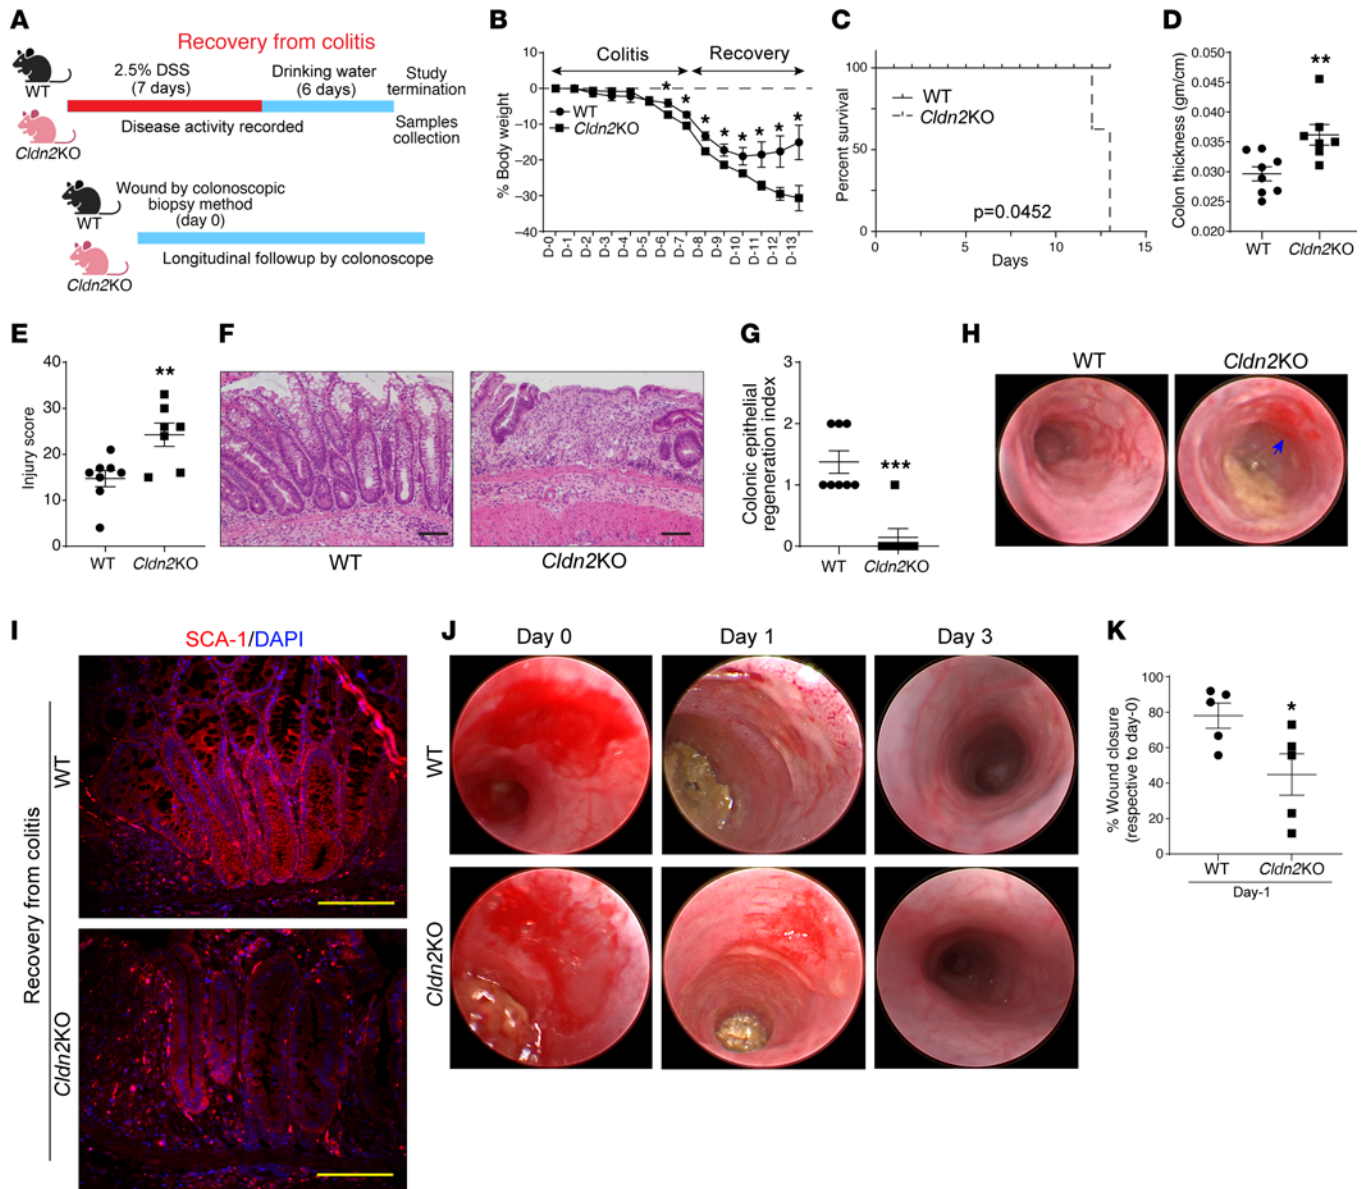 A
Recovery from colitis
WT
Cldn2KO
2.5% DSS
(7 days)
Drinking water
(6 days)
Study
termination
Disease activity recorded
Samples
collection
WT
Cldn2KO
Wound by colonoscopic
biopsy method
(day 0)
Longitudinal followup by colonoscope
B
Colitis
Recovery
% Body weight
10
0
−10
−20
−30
−40
WT
Cldn2KO
* * * * * * * *
D-0
D-1
D-2
D-3
D-4
D-5
D-6
D-7
D-8
D-9
D-10
D-11
D-12
D-13
C
Percent survival
100
50
0
WT
Cldn2KO
p=0.0452
0 5 10 15
Days
D
Colon thickness (gm/cm)
0.050
0.045
0.040
0.035
0.030
0.025
0.020
**
WT
Cldn2KO
E
Injury score
40
30
20
10
0
**
WT
Cldn2KO
F
WT
Cldn2KO
G
Colonic epithelial
regeneration index
3
2
1
0
***
WT
Cldn2KO
H
WT
Cldn2KO
I
SCA-1/DAPI
Recovery from colitis
WT
Cldn2KO
J
Day 0
Day 1
Day 3
WT
Cldn2KO
K
% Wound closure
(respective to day-0)
100
80
60
40
20
0
*
WT
Cldn2KO
Day-1